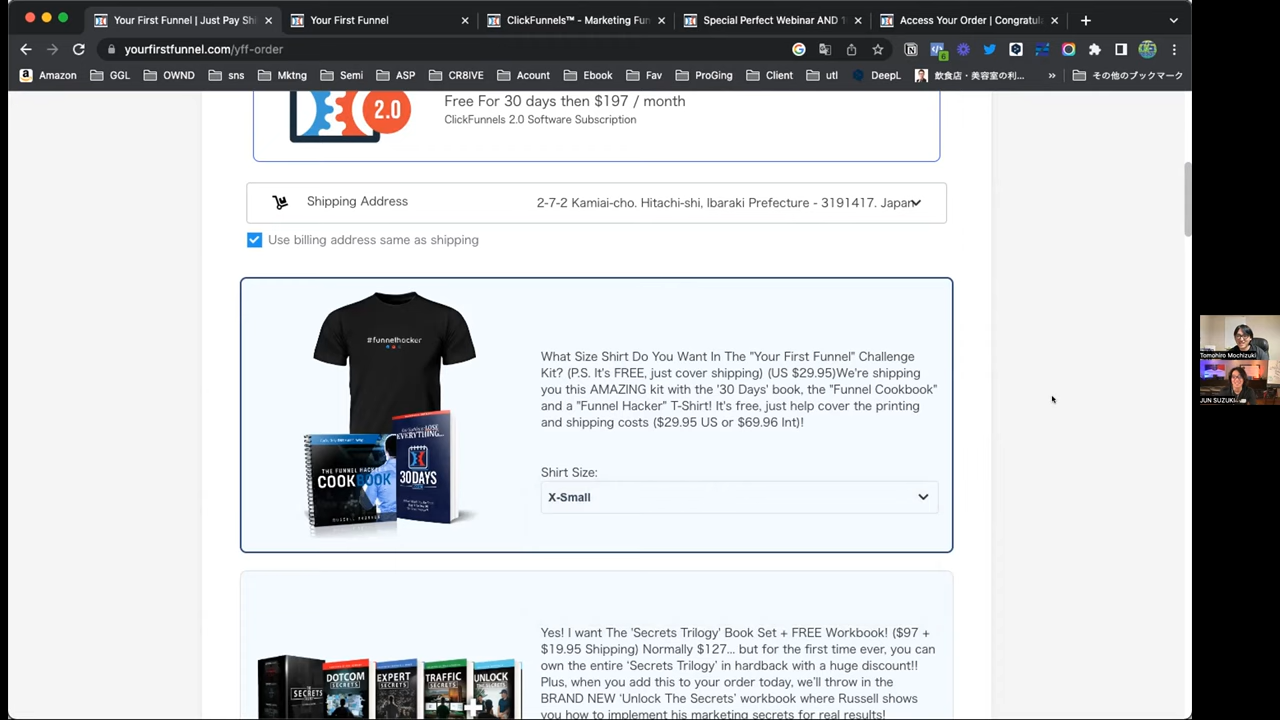 Your First Funnel | Just Pay Shi
Your First Funnel
ClickFunnels™ - Marketing Fun
Special Perfect Webinar AND 1
Access Your Order | Congratul
yourfirstfunnel.com/yff-order
6
Amazon
GGL
OWND
sns
Mktng
Semi
ASP
CR8IVE
Acount
Ebook
Fav
ProGing
Client
utl
DeepL
飲食店・美容室の利...
その他のブックマーク
2.0
Free For 30 days then $197 / month
ClickFunnels 2.0 Software Subscription
Shipping Address
2-7-2 Kamiai-cho. Hitachi-shi, Ibaraki Prefecture - 3191417. Japan
Use billing address same as shipping
#funnelhacker
LOSE
EVERYTHING...
30DAYS
THE FUNNEL HACKER
COOKBOOK
What Size Shirt Do You Want In The "Your First Funnel" Challenge
Kit? (P.S. It's FREE, just cover shipping) (US $29.95)We're shipping
you this AMAZING kit with the '30 Days' book, the "Funnel Cookbook"
and a "Funnel Hacker" T-Shirt! It's free, just help cover the printing
and shipping costs ($29.95 US or $69.96 Int)!
Shirt Size:
X-Small
SECRETS
DOTCOM
SECRETS
EXPERT
SECRETS
TRAFFIC
SECRETS
UNLOCK
THE SECRETS
Yes! I want The 'Secrets Trilogy' Book Set + FREE Workbook! ($97 +
$19.95 Shipping) Normally $127... but for the first time ever, you can
own the entire 'Secrets Trilogy' in hardback with a huge discount!!
Plus, when you add this to your order today, we'll throw in the
BRAND NEW 'Unlock The Secrets' workbook where Russell shows
you how to implement his marketing secrets for real results!
Tomohiro Mochizuki
JUN SUZUKI